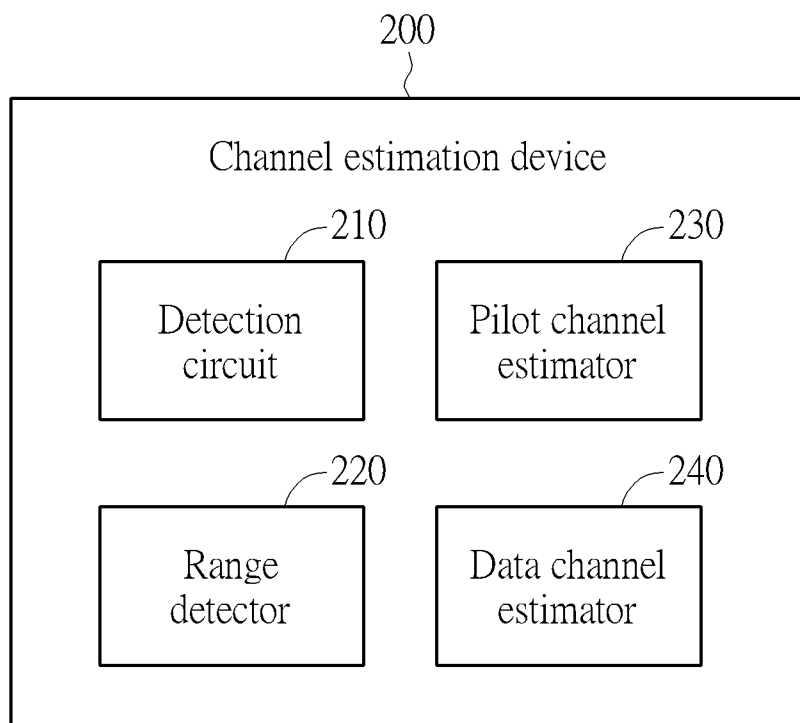 200
Channel estimation device
210
Detection
circuit
230
Pilot channel
estimator
220
Range
detector
240
Data channel
estimator